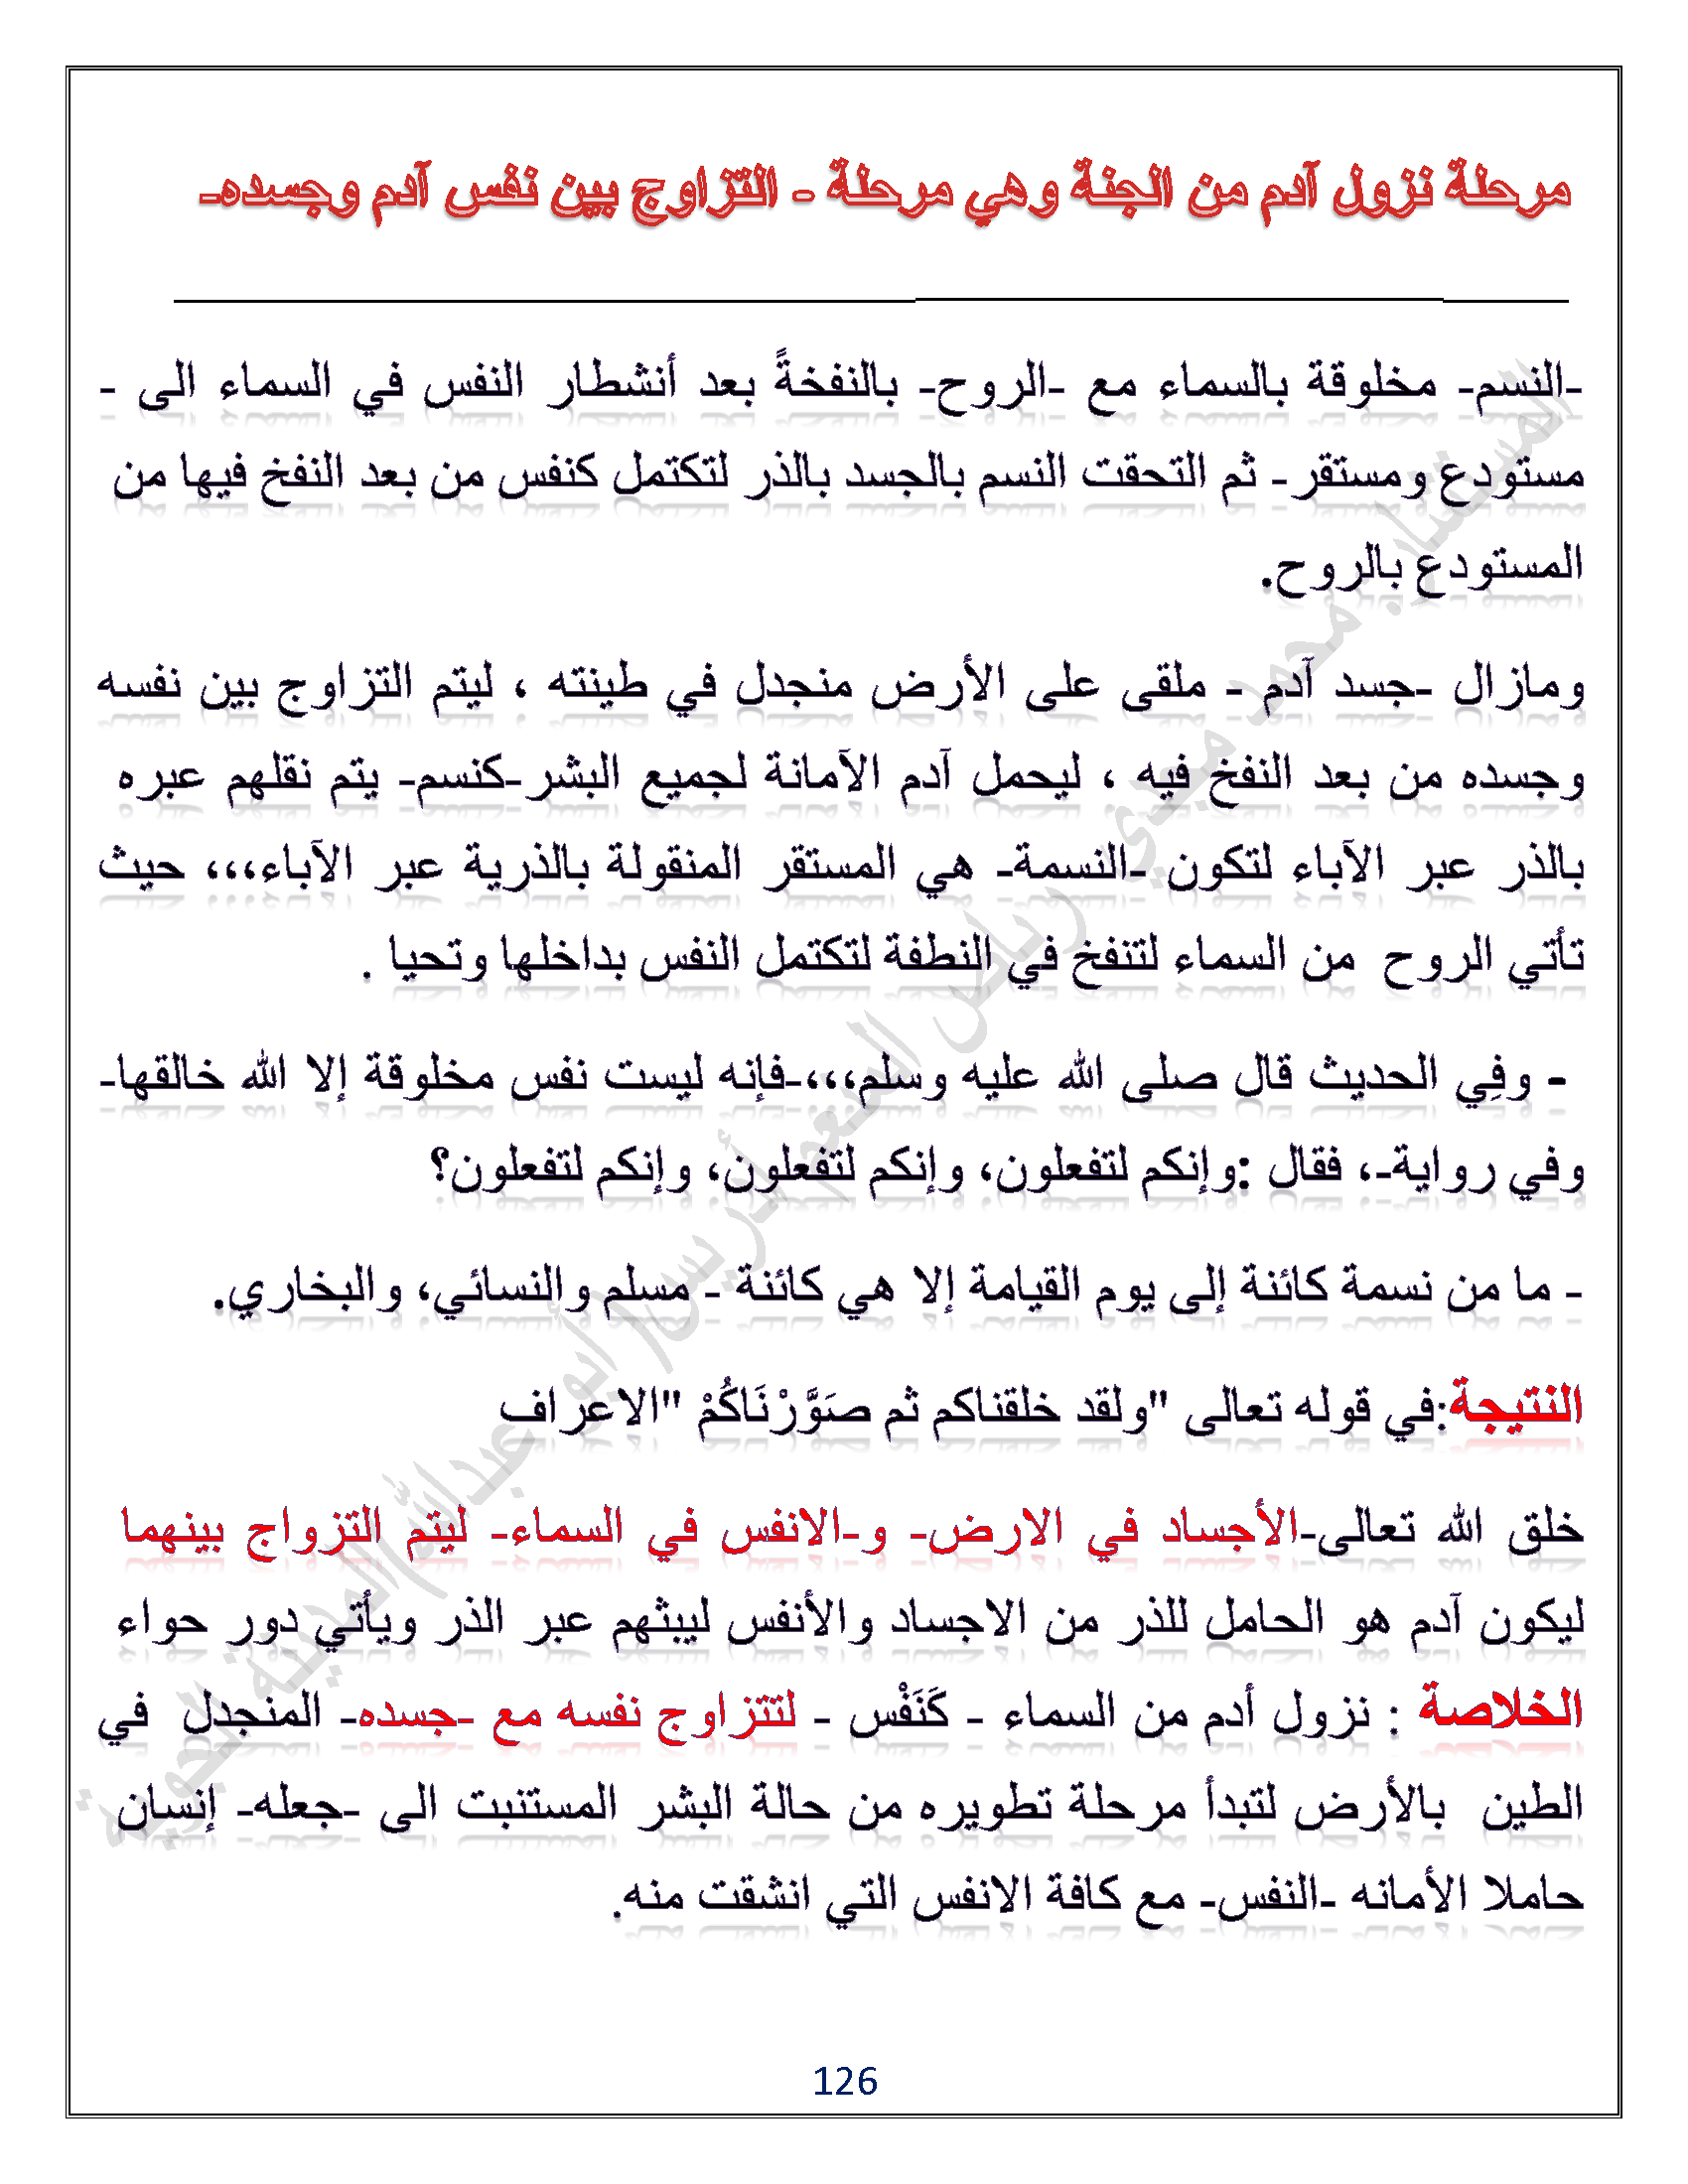 مرحلة نزول آدم من الجنة وهي مرحلة - التزاوج بين نفس آدم وجسده-
-النسم- مخلوقة بالسماء مع -الروح- بالنفخةً بعد أنشطار النفس في السماء الى -
مستودع ومستقر- ثم التحقت النسم بالجسد بالذر لتكتمل كنفس من بعد النفخ فيها من
المستودع بالروح.
ومازال -جسد آدم - ملقى على الأرض منجدل في طينته ، ليتم التزاوج بين نفسه
وجسده من بعد النفخ فيه ، ليحمل آدم الآمانة لجميع البشر-كنسم- يتم نقلهم عبره
بالذر عبر الآباء لتكون -النسمة- هي المستقر المنقولة بالذرية عبر الآباء،،، حيث
تأتي الروح من السماء لتنفخ في النطفة لتكتمل النفس بداخلها وتحيا .
- وفِي الحديث قال صلى الله عليه وسلم،،،-فإنه ليست نفس مخلوقة إلا الله خالقها-
وفي رواية-، فقال :وإنكم لتفعلون، وإنكم لتفعلون، وإنكم لتفعلون؟
- ما من نسمة كائنة إلى يوم القيامة إلا هي كائنة - مسلم والنسائي، والبخاري.
النتيجة:في قوله تعالى "ولقد خلقناكم ثم صَوَّرْنَاكُمْ "الاعراف
خلق الله تعالى-الأجساد في الارض- و-الانفس في السماء- ليتم التزواج بينهما
ليكون آدم هو الحامل للذر من الاجساد والأنفس ليبثهم عبر الذر ويأتي دور حواء
الخلاصة : نزول أدم من السماء - كَنَفْس - لتتزاوج نفسه مع -جسده- المنجدل في
الطين بالأرض لتبدأ مرحلة تطويره من حالة البشر المستنبت الى -جعله- إنسان
حاملا الأمانه -النفس- مع كافة الانفس التي انشقت منه.
126